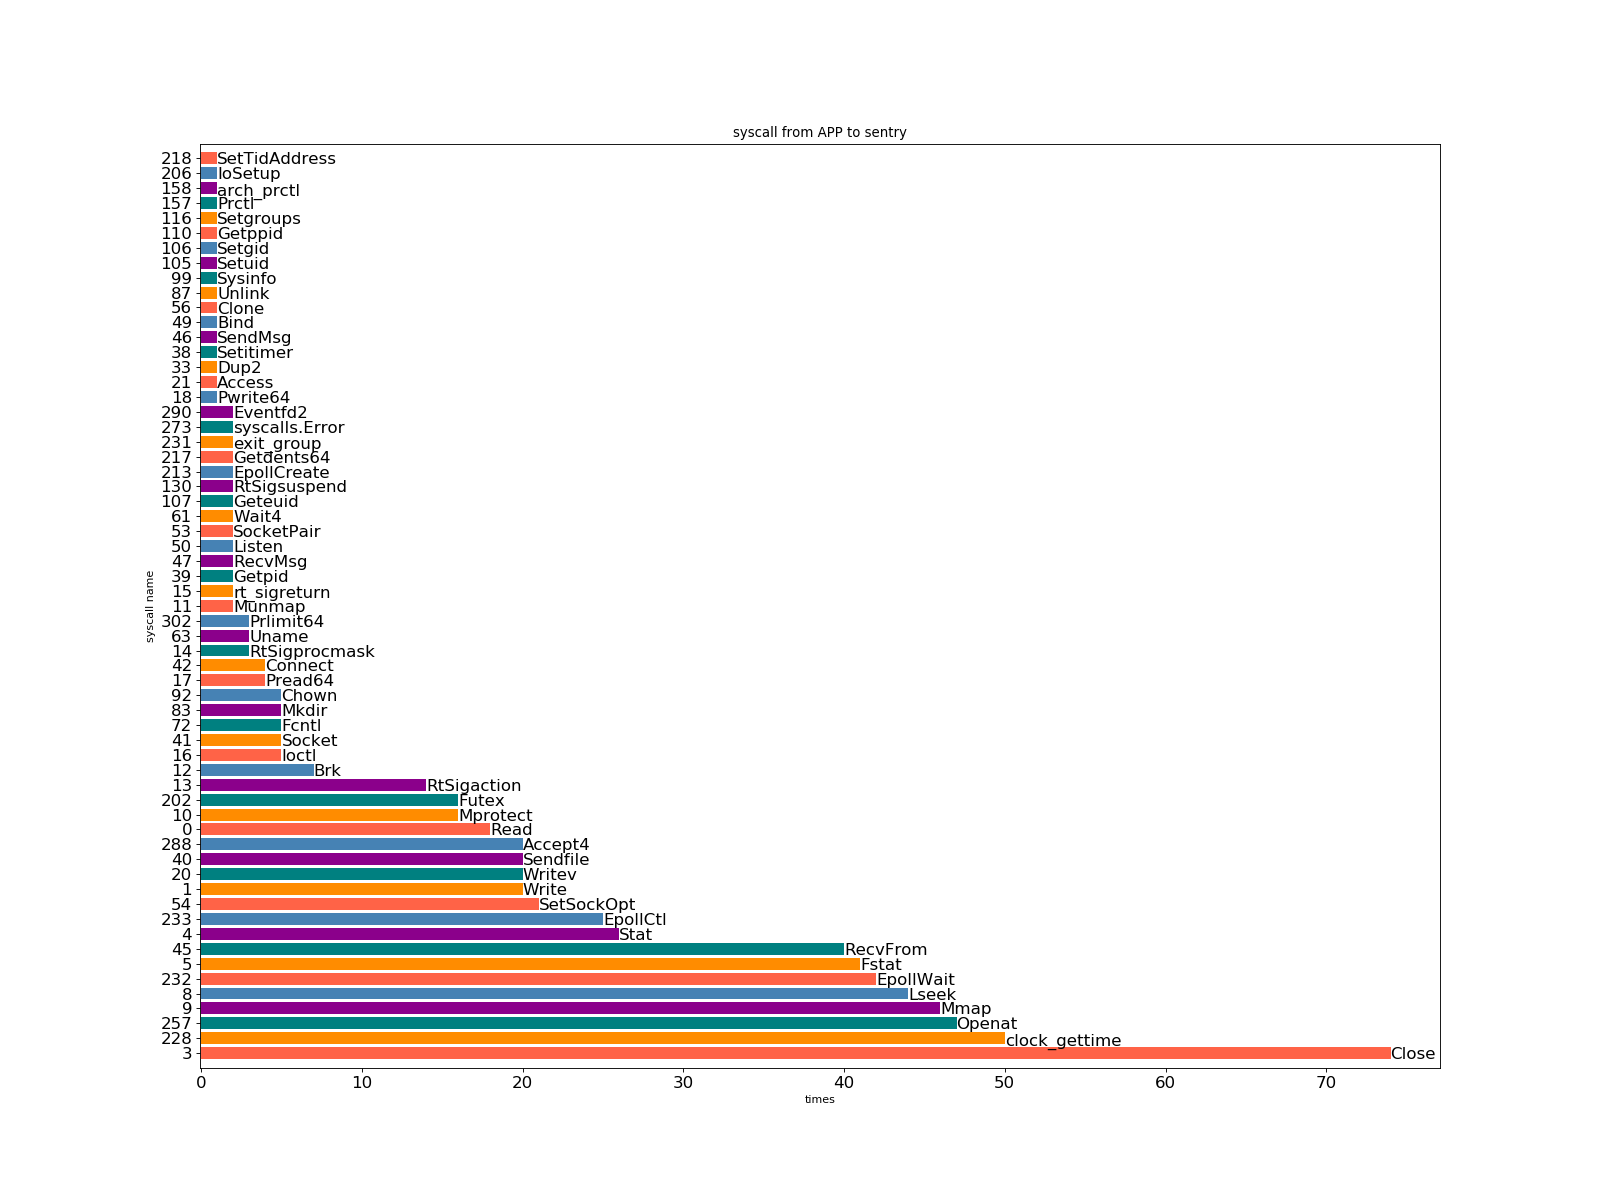 syscall from APP to sentry
218 SetTidAddress
206 IoSetup
158 arch_prctl
157 Prctl
116 Setgroups
110 Getppid
106 Setgid
105 Setuid
99 Sysinfo
87 Unlink
56 Clone
49 Bind
46 SendMsg
38 Setitimer
33 Dup2
21 Access
18 Pwrite64
290 Eventfd2
273 syscalls.Error
231 exit_group
217 Getdents64
213 EpollCreate
130 RtSigsuspend
107 Geteuid
61 Wait4
53 SocketPair
50 Listen
47 RecvMsg
39 Getpid
15 rt_sigreturn
11 Munmap
302 Prlimit64
63 Uname
14 RtSigprocmask
42 Connect
17 Pread64
92 Chown
83 Mkdir
72 Fcntl
41 Socket
16 Ioctl
12 Brk
13 RtSigaction
202 Futex
10 Mprotect
0 Read
288 Accept4
40 Sendfile
20 Writev
1 Write
54 SetSockOpt
233 EpollCtl
4 Stat
45 RecvFrom
5 Fstat
232 EpollWait
8 Lseek
9 Mmap
257 Openat
228 clock_gettime
3 Close
0 10 20 30 40 50 60 70
times
syscall name